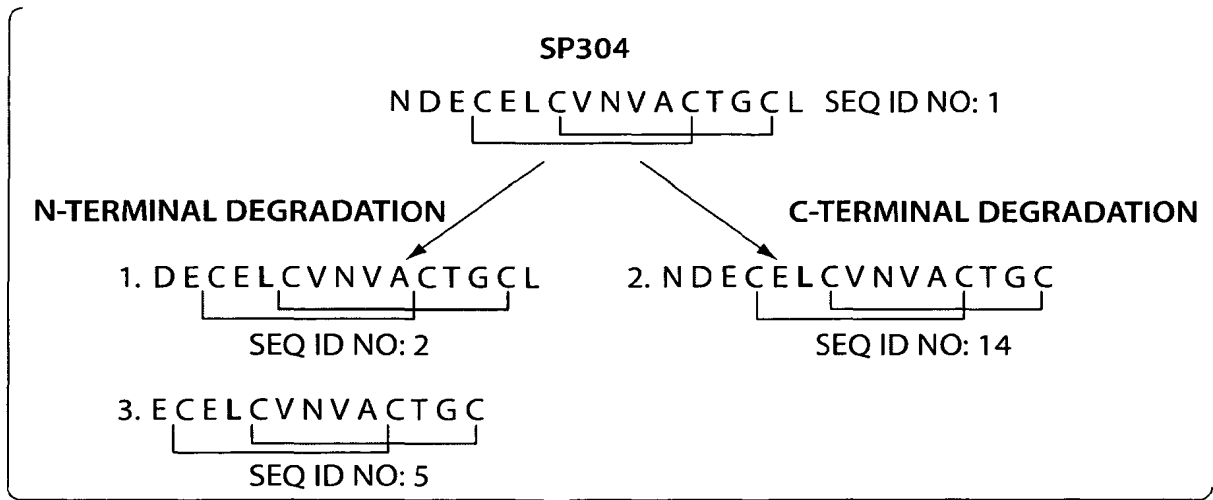 SP304
N D E C E L C V N V A C T G C L SEQ ID NO: 1
N-TERMINAL DEGRADATION
C-TERMINAL DEGRADATION
1. D E C E L C V N V A C T G C L
2. N D E C E L C V N V A C T G C
SEQ ID NO: 2
SEQ ID NO: 14
3. E C E L C V N V A C T G C
SEQ ID NO: 5